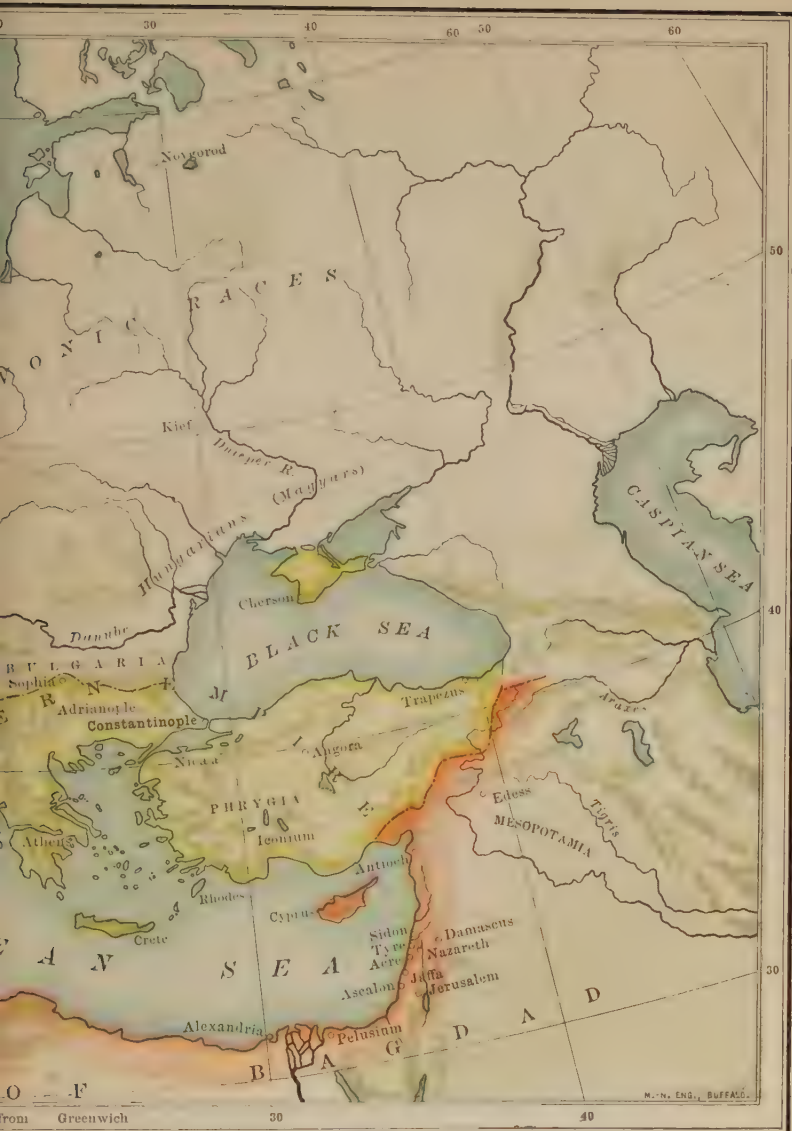 30 40 60 50 60
Novgorod
50
R A C E S
O N I C
Kief
Dnieper R.
(Magyars)
Hungarians
CASPIAN SEA
Cherson
40
Danube
BLACK SEA
BULGARIA
Sophia
E R N
Adrianople
Constantinople
Trapezus
Araxes
I M
Nicaea
Angora
I
R
Edess
PHRYGIA
MESOPOTAMIA
Tigris
Athens
Iconium
Antioch
Rhodes
Cyprus
Crete
Sidon
Damascus
Tyre
Nazareth
Acre
E A N S E A
Jaffa
30
Ascalon
Jerusalem
Alexandria
Pelusium
B A G D A D
O F
M.-N. ENG., BUFFALO.
from Greenwich 30 40